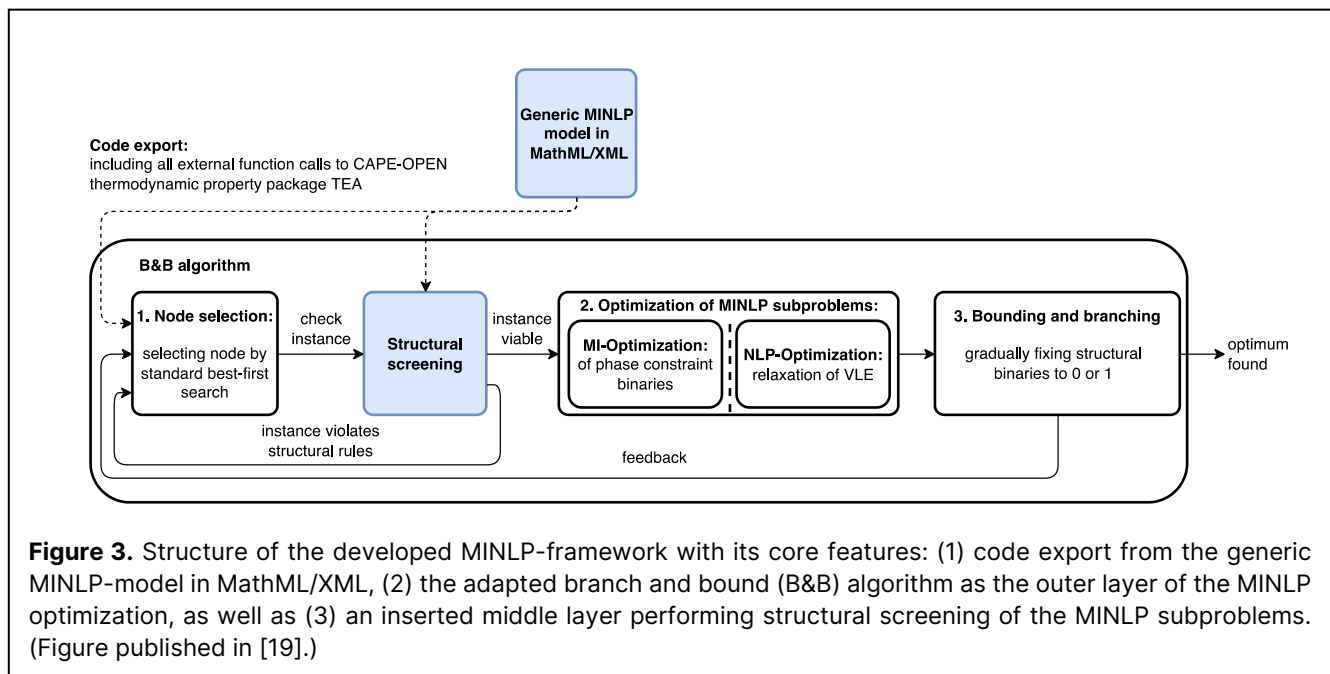 Generic MINLP
model in
MathML/XML
Code export:
including all external function calls to CAPE-OPEN
thermodynamic property package TEA
B&B algorithm
1. Node selection:
selecting node by
standard best-first
search
check
instance
Structural
screening
instance
viable
2. Optimization of MINLP subproblems:
MI-Optimization:
of phase constraint
binaries
NLP-Optimization:
relaxation of VLE
3. Bounding and branching
gradually fixing structural
binaries to 0 or 1
optimum
found
instance violates
structural rules
feedback
Figure 3. Structure of the developed MINLP-framework with its core features: (1) code export from the generic
MINLP-model in MathML/XML, (2) the adapted branch and bound (B&B) algorithm as the outer layer of the MINLP
optimization, as well as (3) an inserted middle layer performing structural screening of the MINLP subproblems.
(Figure published in [19].)